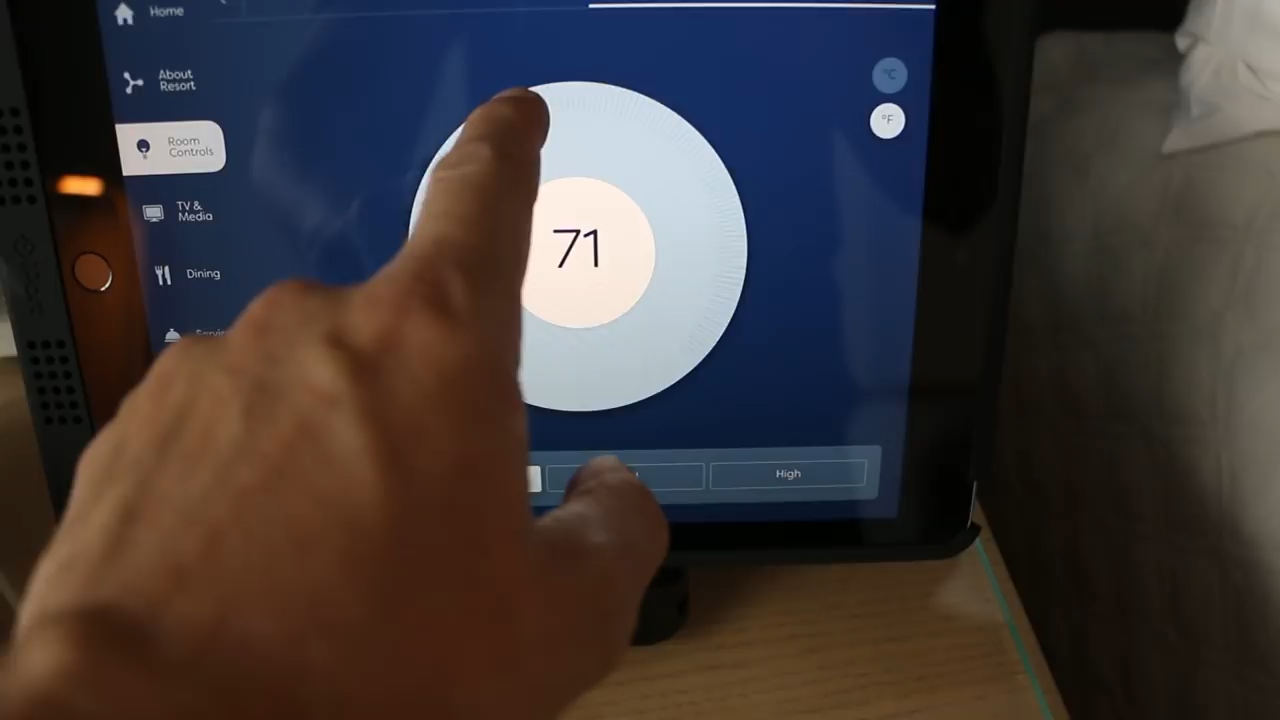 Home
About
Resort
°C
°F
Room
Controls
TV &
Media
71
Dining
High